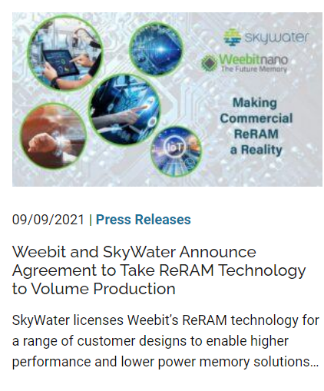 skywater
Weebit nano
The Future Memory
Making
Commercial
ReRAM
a Reality
IoT
09/09/2021 | Press Releases
Weebit and SkyWater Announce
Agreement to Take ReRAM Technology
to Volume Production
SkyWater licenses Weebit's ReRAM technology for
a range of customer designs to enable higher
performance and lower power memory solutions...